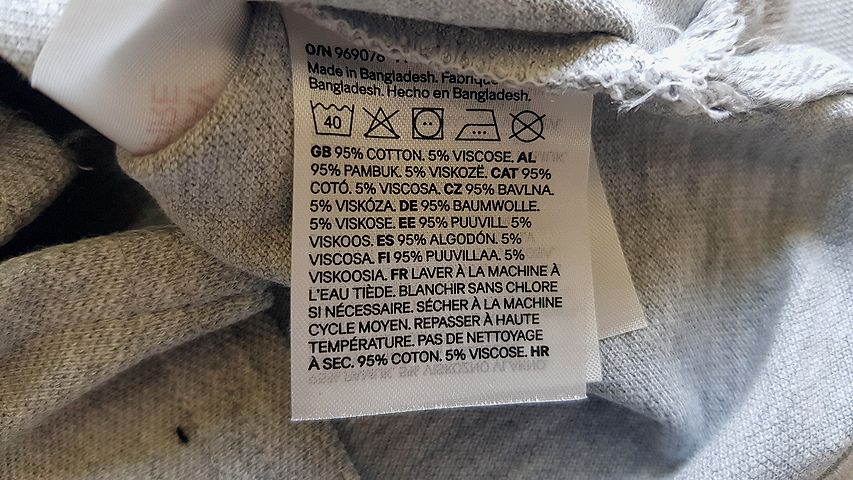 O/N 969076
Made in Bangladesh. Fabriqu
Bangladesh. Hecho en Bangladesh.
40
GB 95% COTTON. 5% VISCOSE. AL
95% PAMBUK. 5% VISKOZË. CAT 95%
COTÓ. 5% VISCOSA. CZ 95% BAVLNA.
5% VISKÓZA. DE 95% BAUMWOLLE.
5% VISKOSE. EE 95% PUUVILL. 5%
VISKOOS. ES 95% ALGODÓN. 5%
VISCOSA. FI 95% PUUVILLAA. 5%
VISKOOSIA. FR LAVER À LA MACHINE À
L'EAU TIÈDE. BLANCHIR SANS CHLORE
SI NÉCESSAIRE. SÉCHER À LA MACHINE
CYCLE MOYEN. REPASSER À HAUTE
TEMPÉRATURE. PAS DE NETTOYAGE
À SEC. 95% COTON. 5% VISCOSE. HR